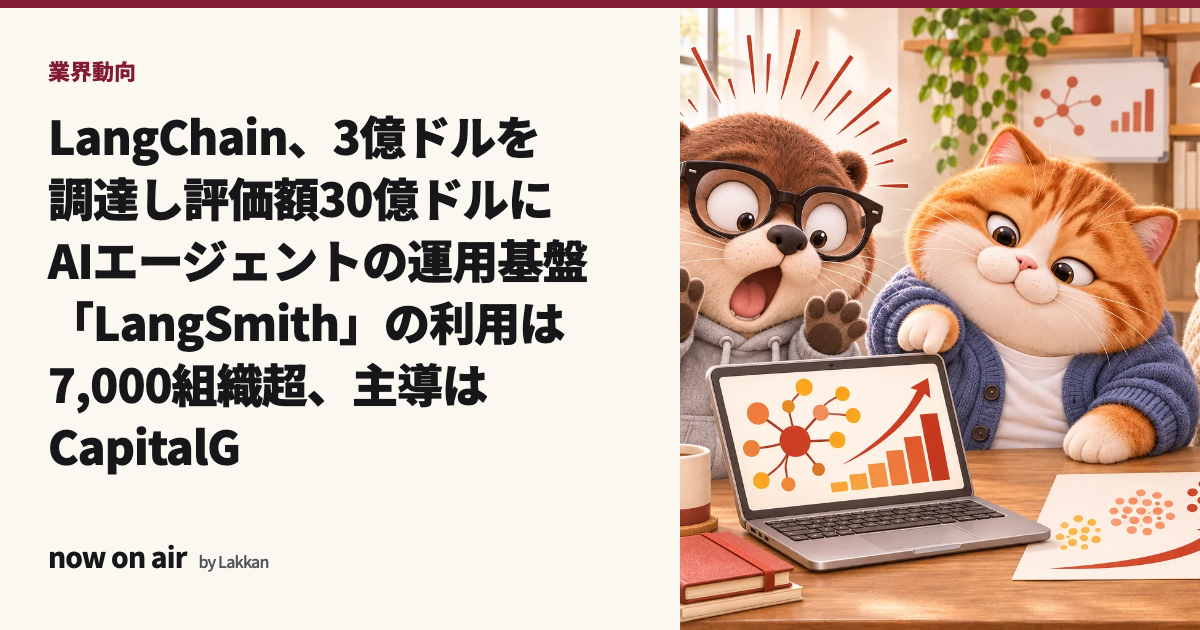 業界動向
LangChain、3億ドルを
調達し評価額30億ドルに
AIエージェントの運用基盤
「LangSmith」の利用は
7,000組織超、主導は
CapitalG
now on air by Lakkan